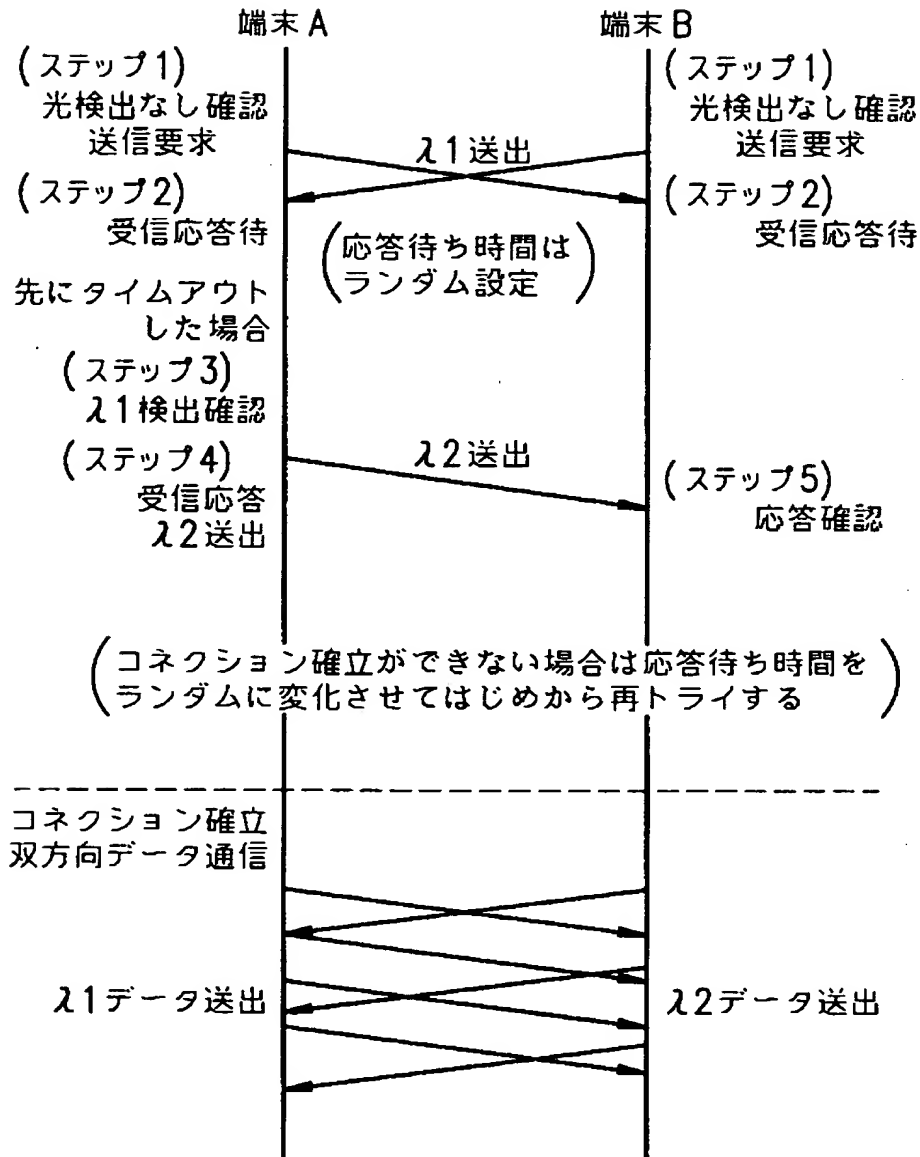 端末A
端末B
(ステップ1)
光検出なし確認
送信要求
(ステップ1)
光検出なし確認
送信要求
λ1送出
(ステップ2)
受信応答待
(ステップ2)
受信応答待
(応答待ち時間は
ランダム設定)
先にタイムアウト
した場合
(ステップ3)
λ1検出確認
(ステップ4)
受信応答
λ2送出
λ2送出
(ステップ5)
応答確認
(コネクション確立ができない場合は応答待ち時間を
ランダムに変化させてはじめから再トライする)
コネクション確立
双方向データ通信
λ1データ送出
λ2データ送出